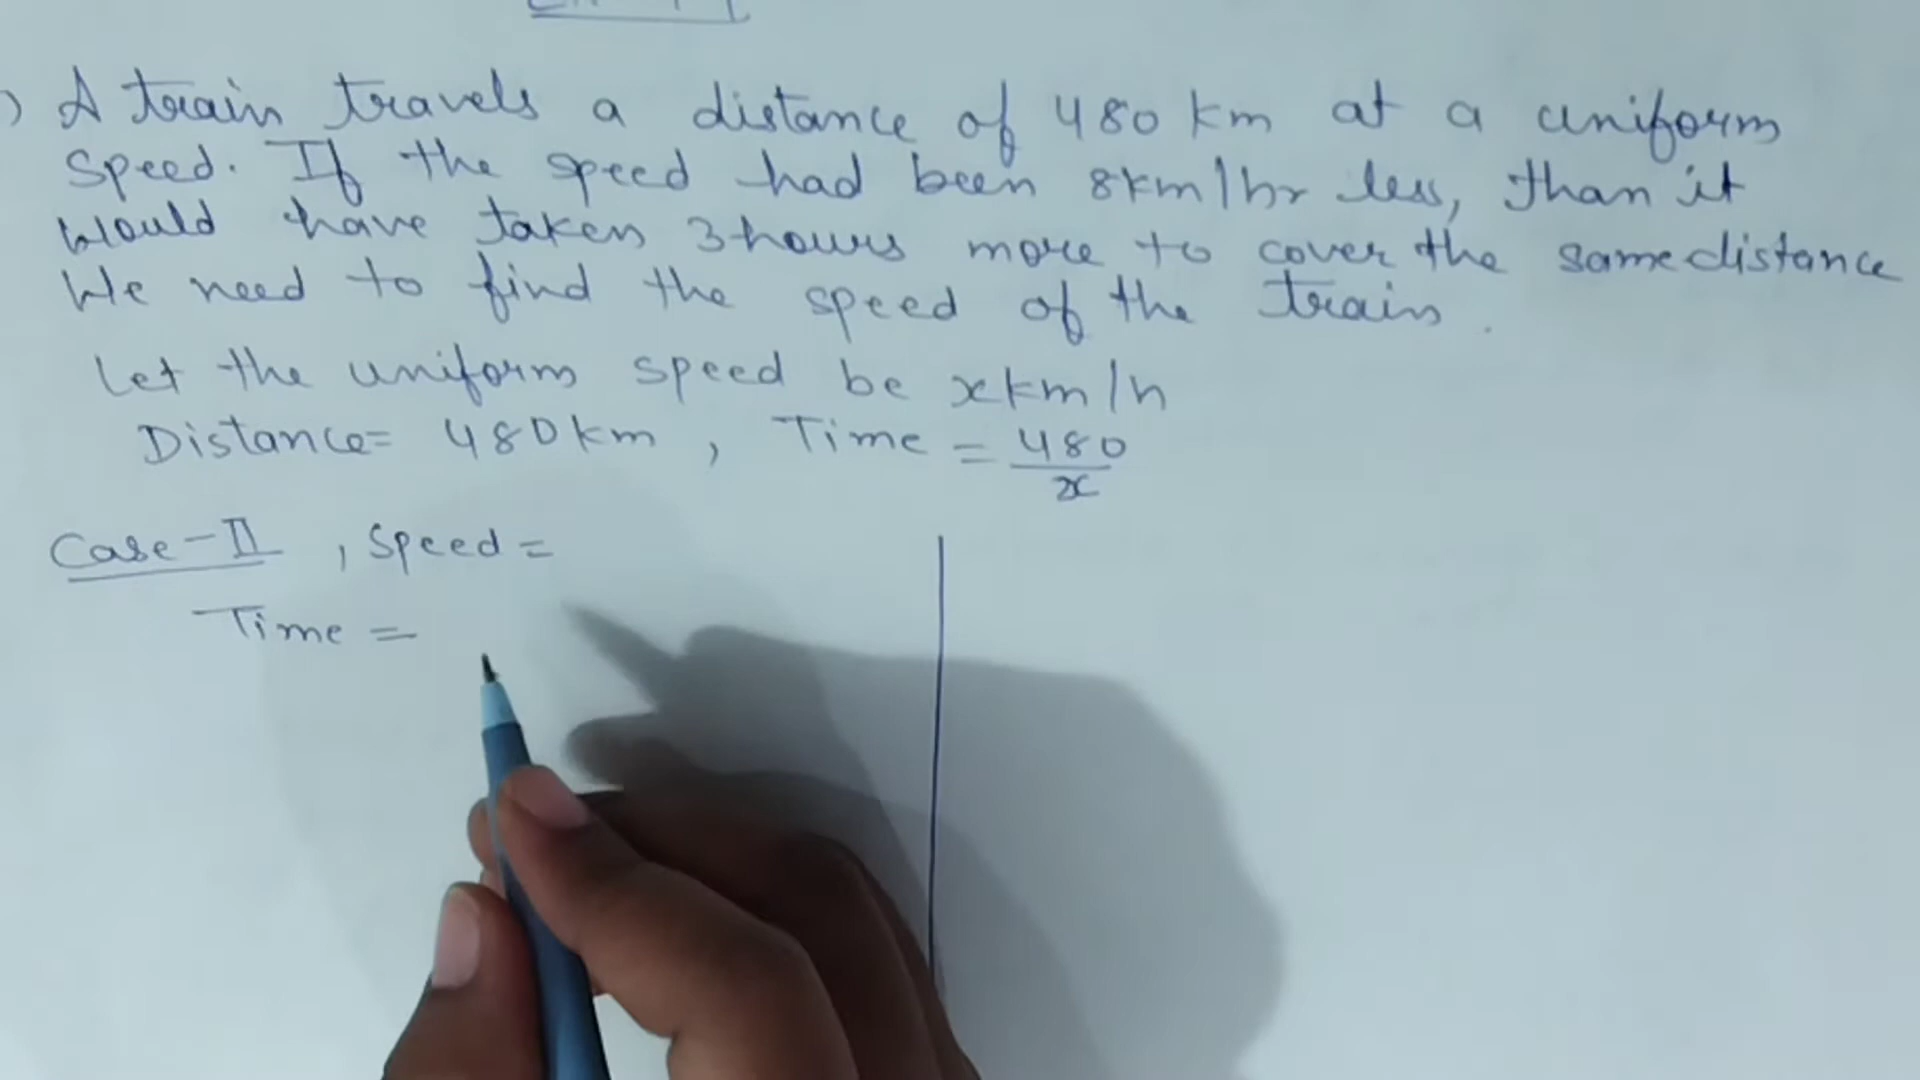 ) A train travels a distance of 480 km at a uniform
speed. If the speed had been 8km/hr less, than it
would have taken 3 hours more to cover the same distance
We need to find the speed of the train.
Let the uniform speed be x km/h
Distance = 480 km, Time = 480/x
Case-II, Speed =
Time =